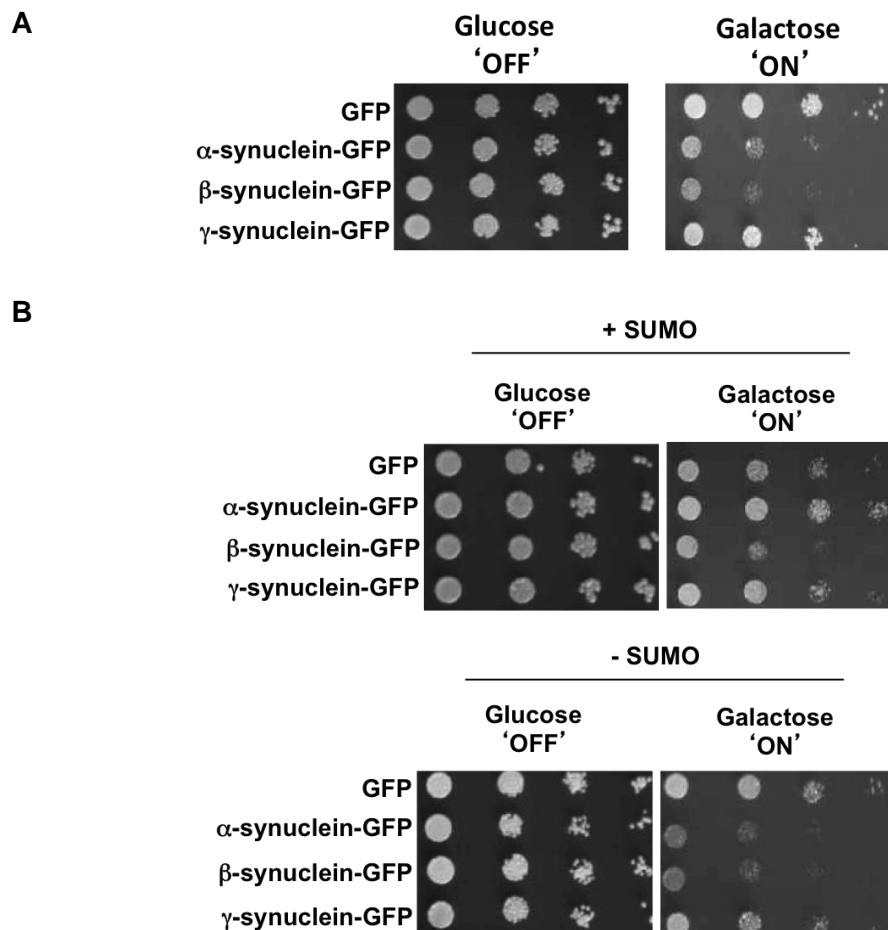 A
Glucose Galactose
‘OFF’ ‘ON’
GFP
α-synuclein-GFP
β-synuclein-GFP
γ-synuclein-GFP
B
+ SUMO
Glucose Galactose
‘OFF’ ‘ON’
GFP
α-synuclein-GFP
β-synuclein-GFP
γ-synuclein-GFP
- SUMO
Glucose Galactose
‘OFF’ ‘ON’
GFP
α-synuclein-GFP
β-synuclein-GFP
γ-synuclein-GFP